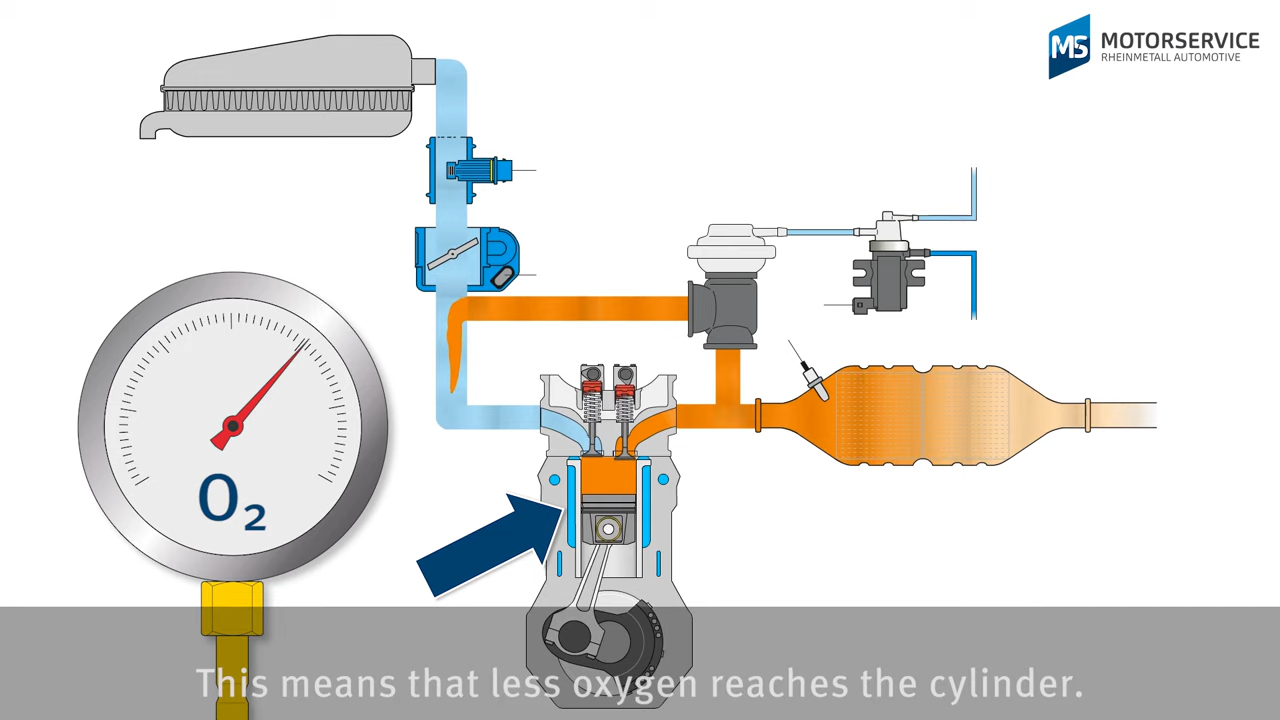 MS MOTORSERVICE
RHEINMETALL AUTOMOTIVE
O2
This means that less oxygen reaches the cylinder.